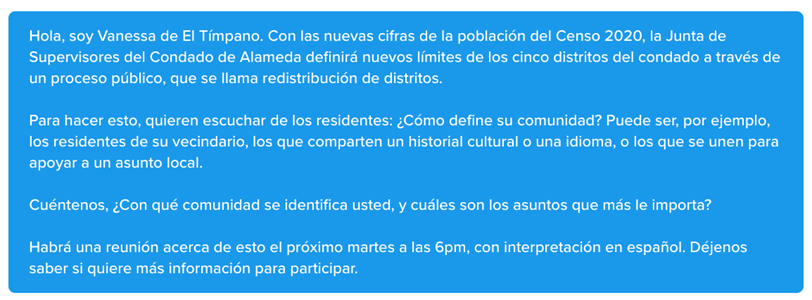 Hola, soy Vanessa de El Tímpano. Con las nuevas cifras de la población del Censo 2020, la Junta de
Supervisores del Condado de Alameda definirá nuevos límites de los cinco distritos del condado a través de
un proceso público, que se llama redistribución de distritos.
Para hacer esto, quieren escuchar de los residentes: ¿Cómo define su comunidad? Puede ser, por ejemplo,
los residentes de su vecindario, los que comparten un historial cultural o una idioma, o los que se unen para
apoyar a un asunto local.
Cuéntenos, ¿Con qué comunidad se identifica usted, y cuáles son los asuntos que más le importa?
Habrá una reunión acerca de esto el próximo martes a las 6pm, con interpretación en español. Déjenos
saber si quiere más información para participar.